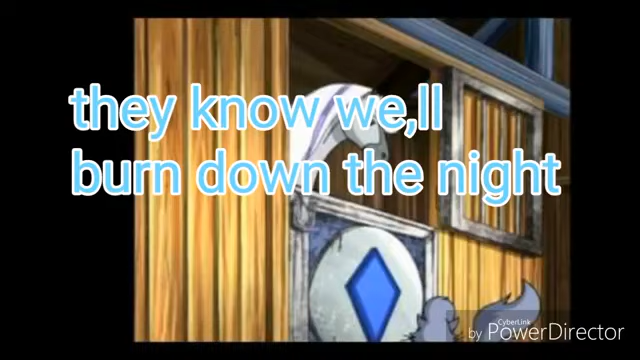 they know we,ll
burn down the night
CyberLink
by PowerDirector